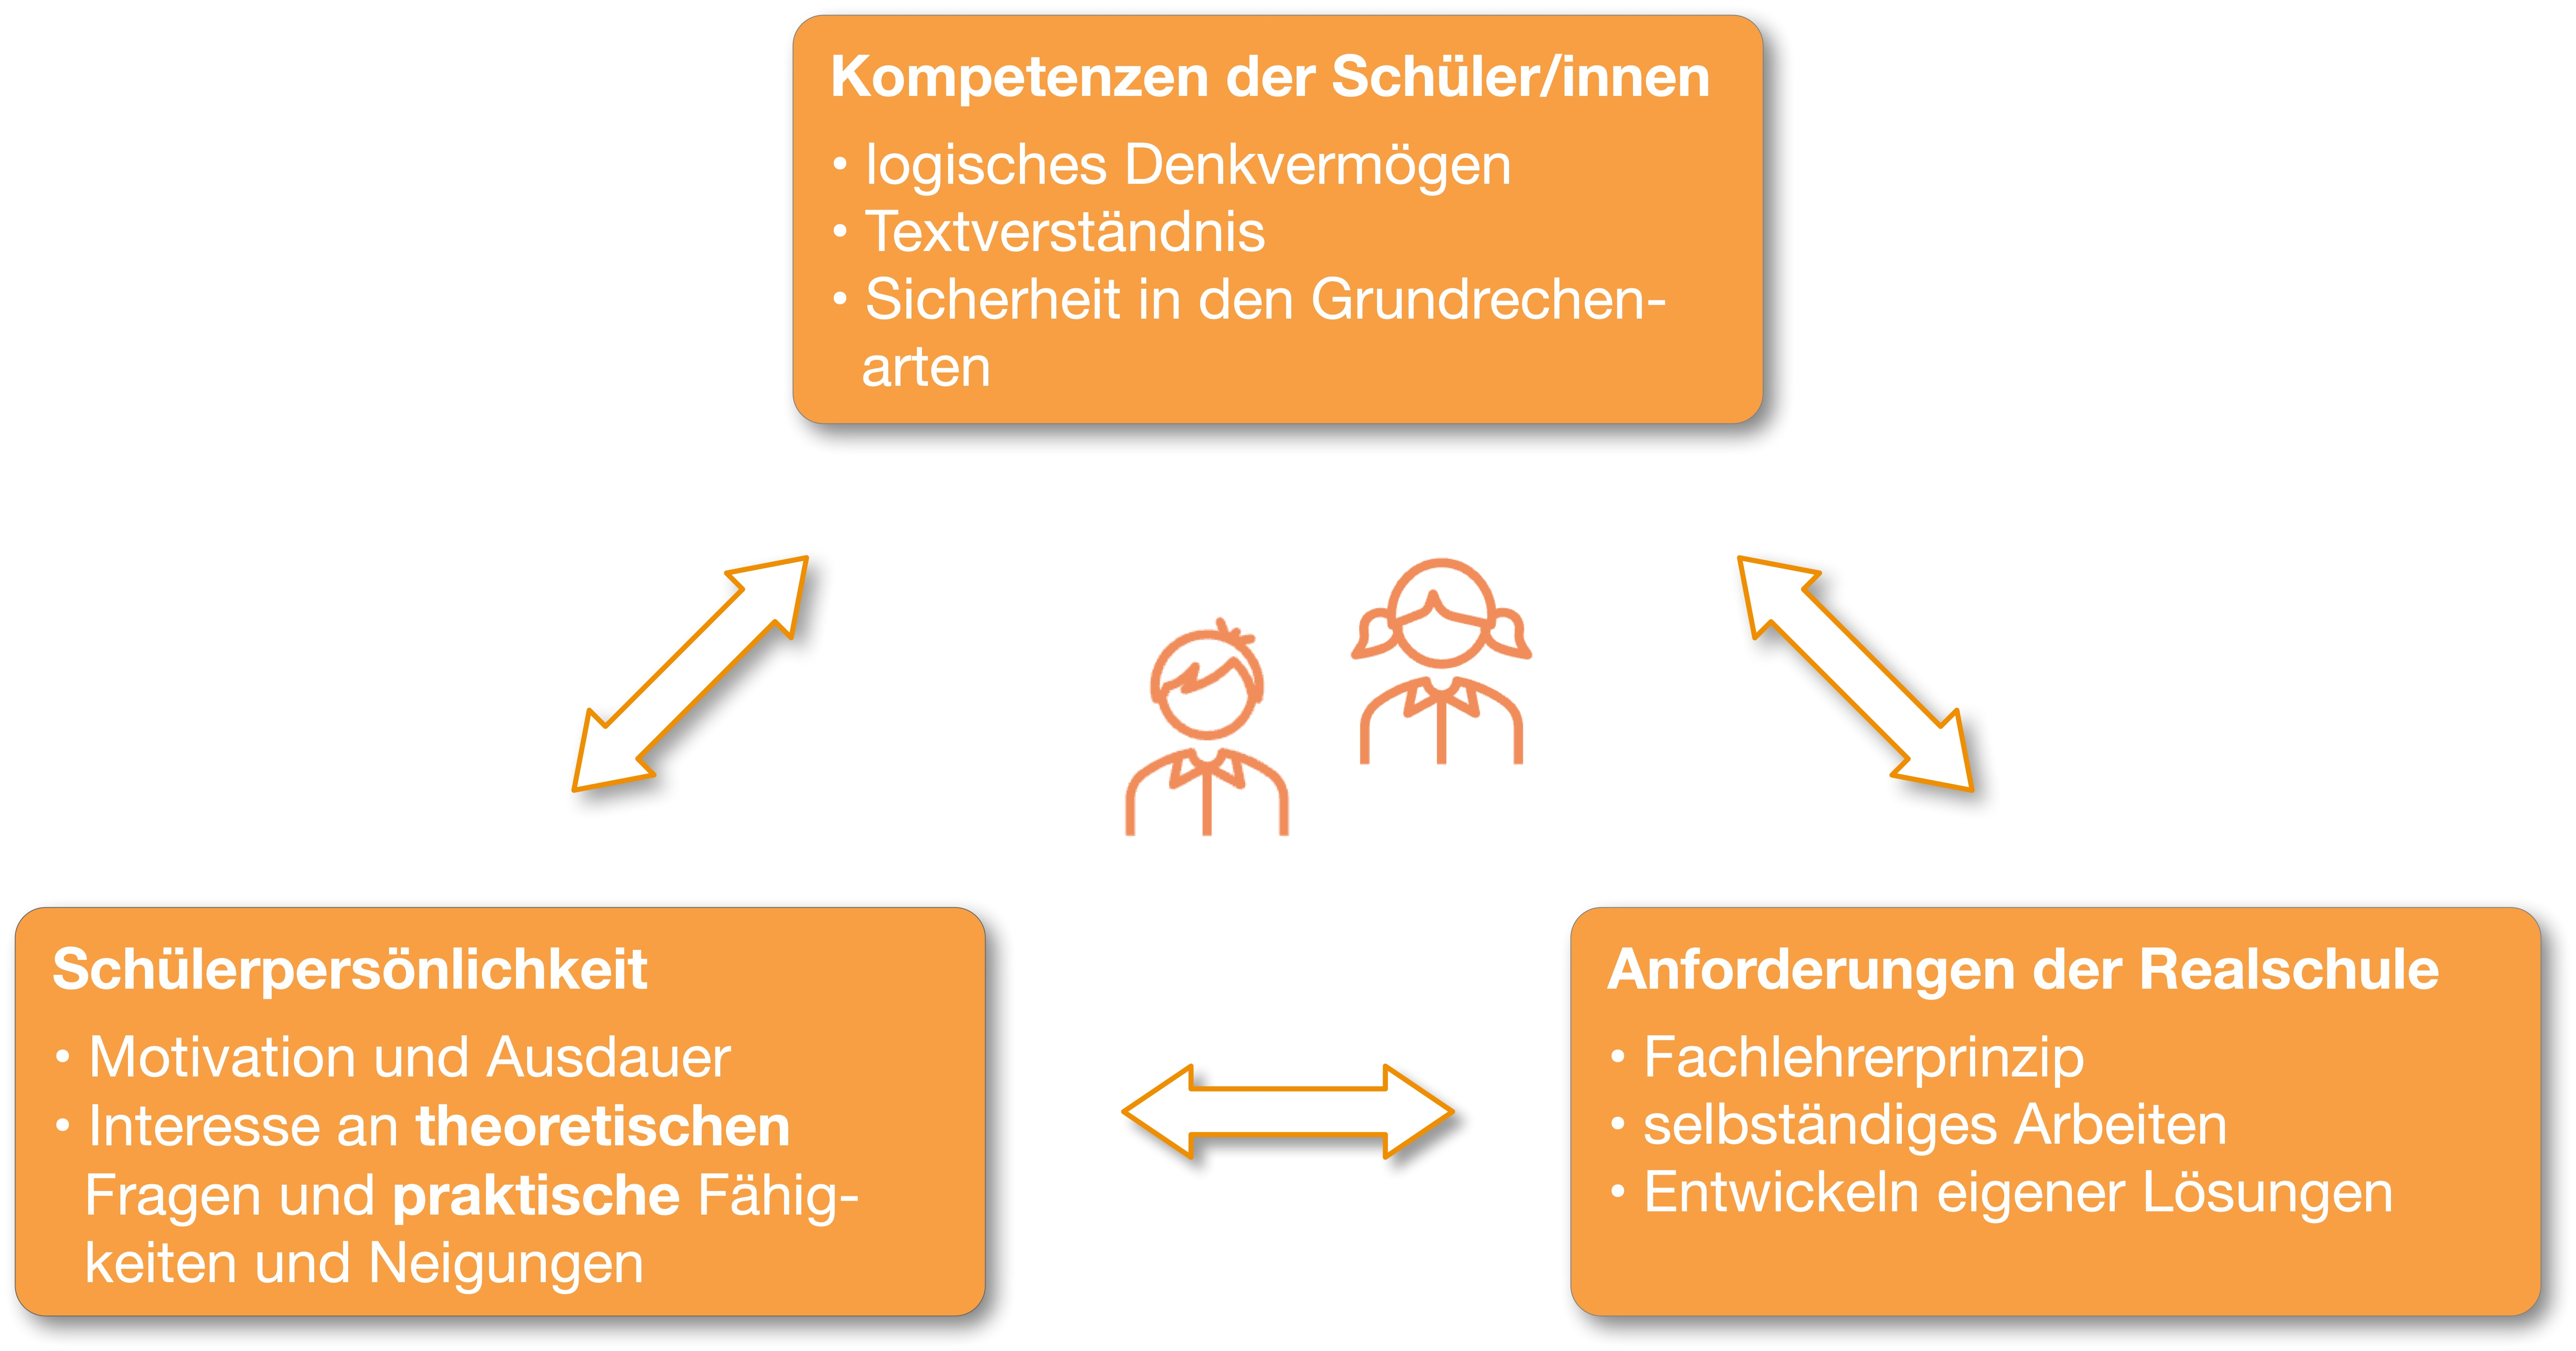 Kompetenzen der Schüler/innen
• logisches Denkvermögen
• Textverständnis
• Sicherheit in den Grundrechen-
arten
Schülerpersönlichkeit
• Motivation und Ausdauer
• Interesse an theoretischen
Fragen und praktische Fähig-
keiten und Neigungen
Anforderungen der Realschule
• Fachlehrerprinzip
• selbständiges Arbeiten
• Entwickeln eigener Lösungen